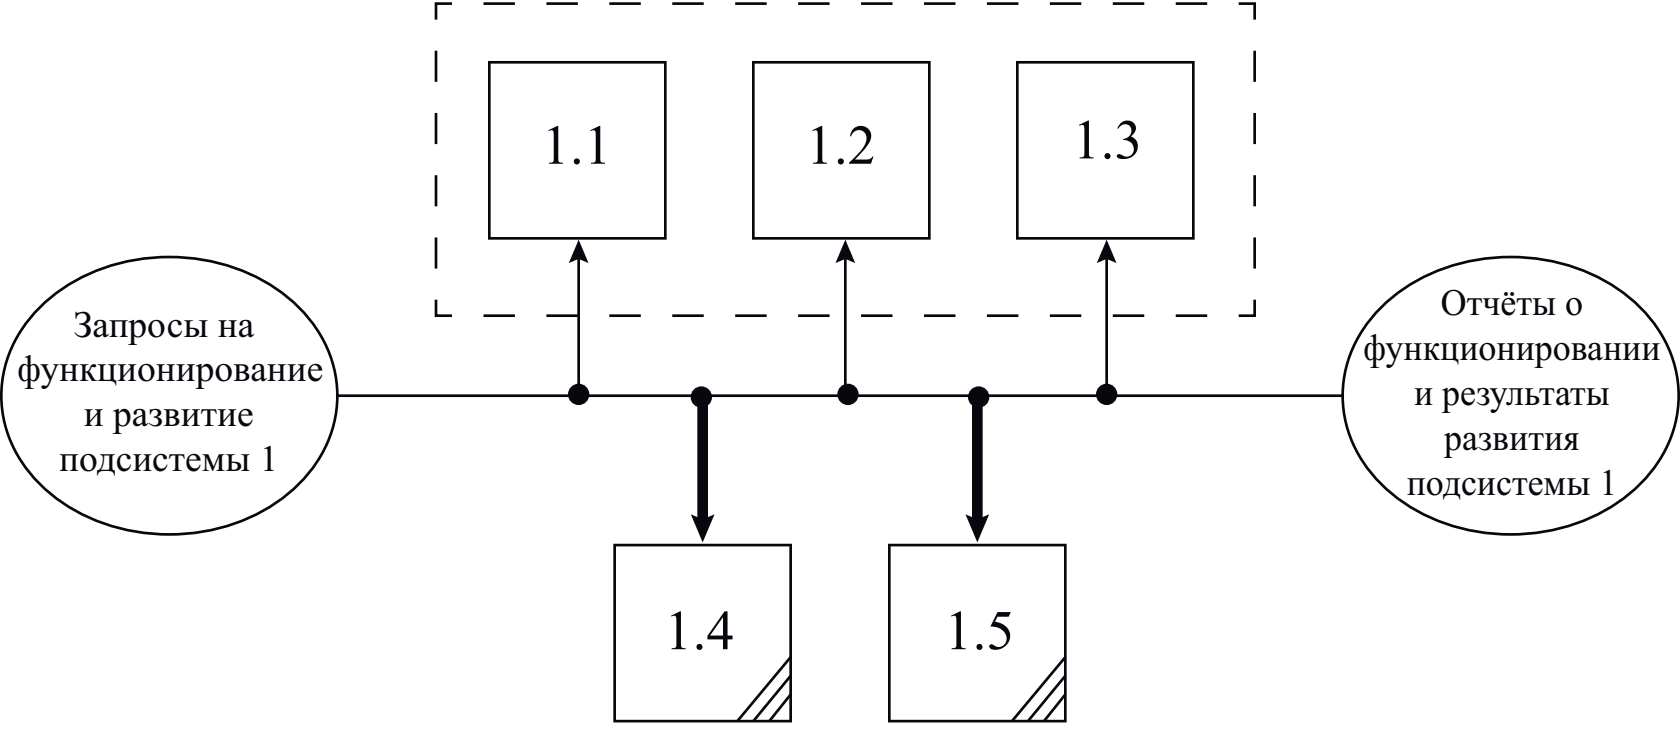 1.1
1.2
1.3
Запросы на
функционирование
и развитие
подсистемы 1
Отчёты о
функционировании
и результаты
развития
подсистемы 1
1.4
1.5